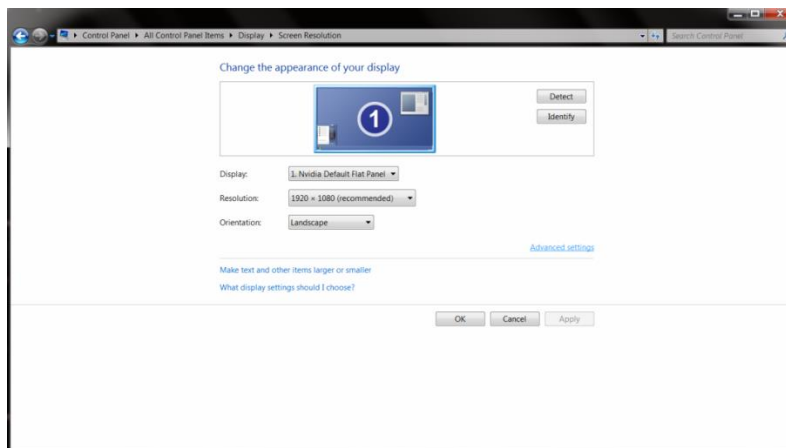 Control Panel ▸ All Control Panel Items ▸ Display ▸ Screen Resolution
Search Control Panel
Change the appearance of your display
1
Detect
Identify
Display: 1. Nvidia Default Flat Panel
Resolution: 1920 × 1080 (recommended)
Orientation: Landscape
Advanced settings
Make text and other items larger or smaller
What display settings should I choose?
OK Cancel Apply